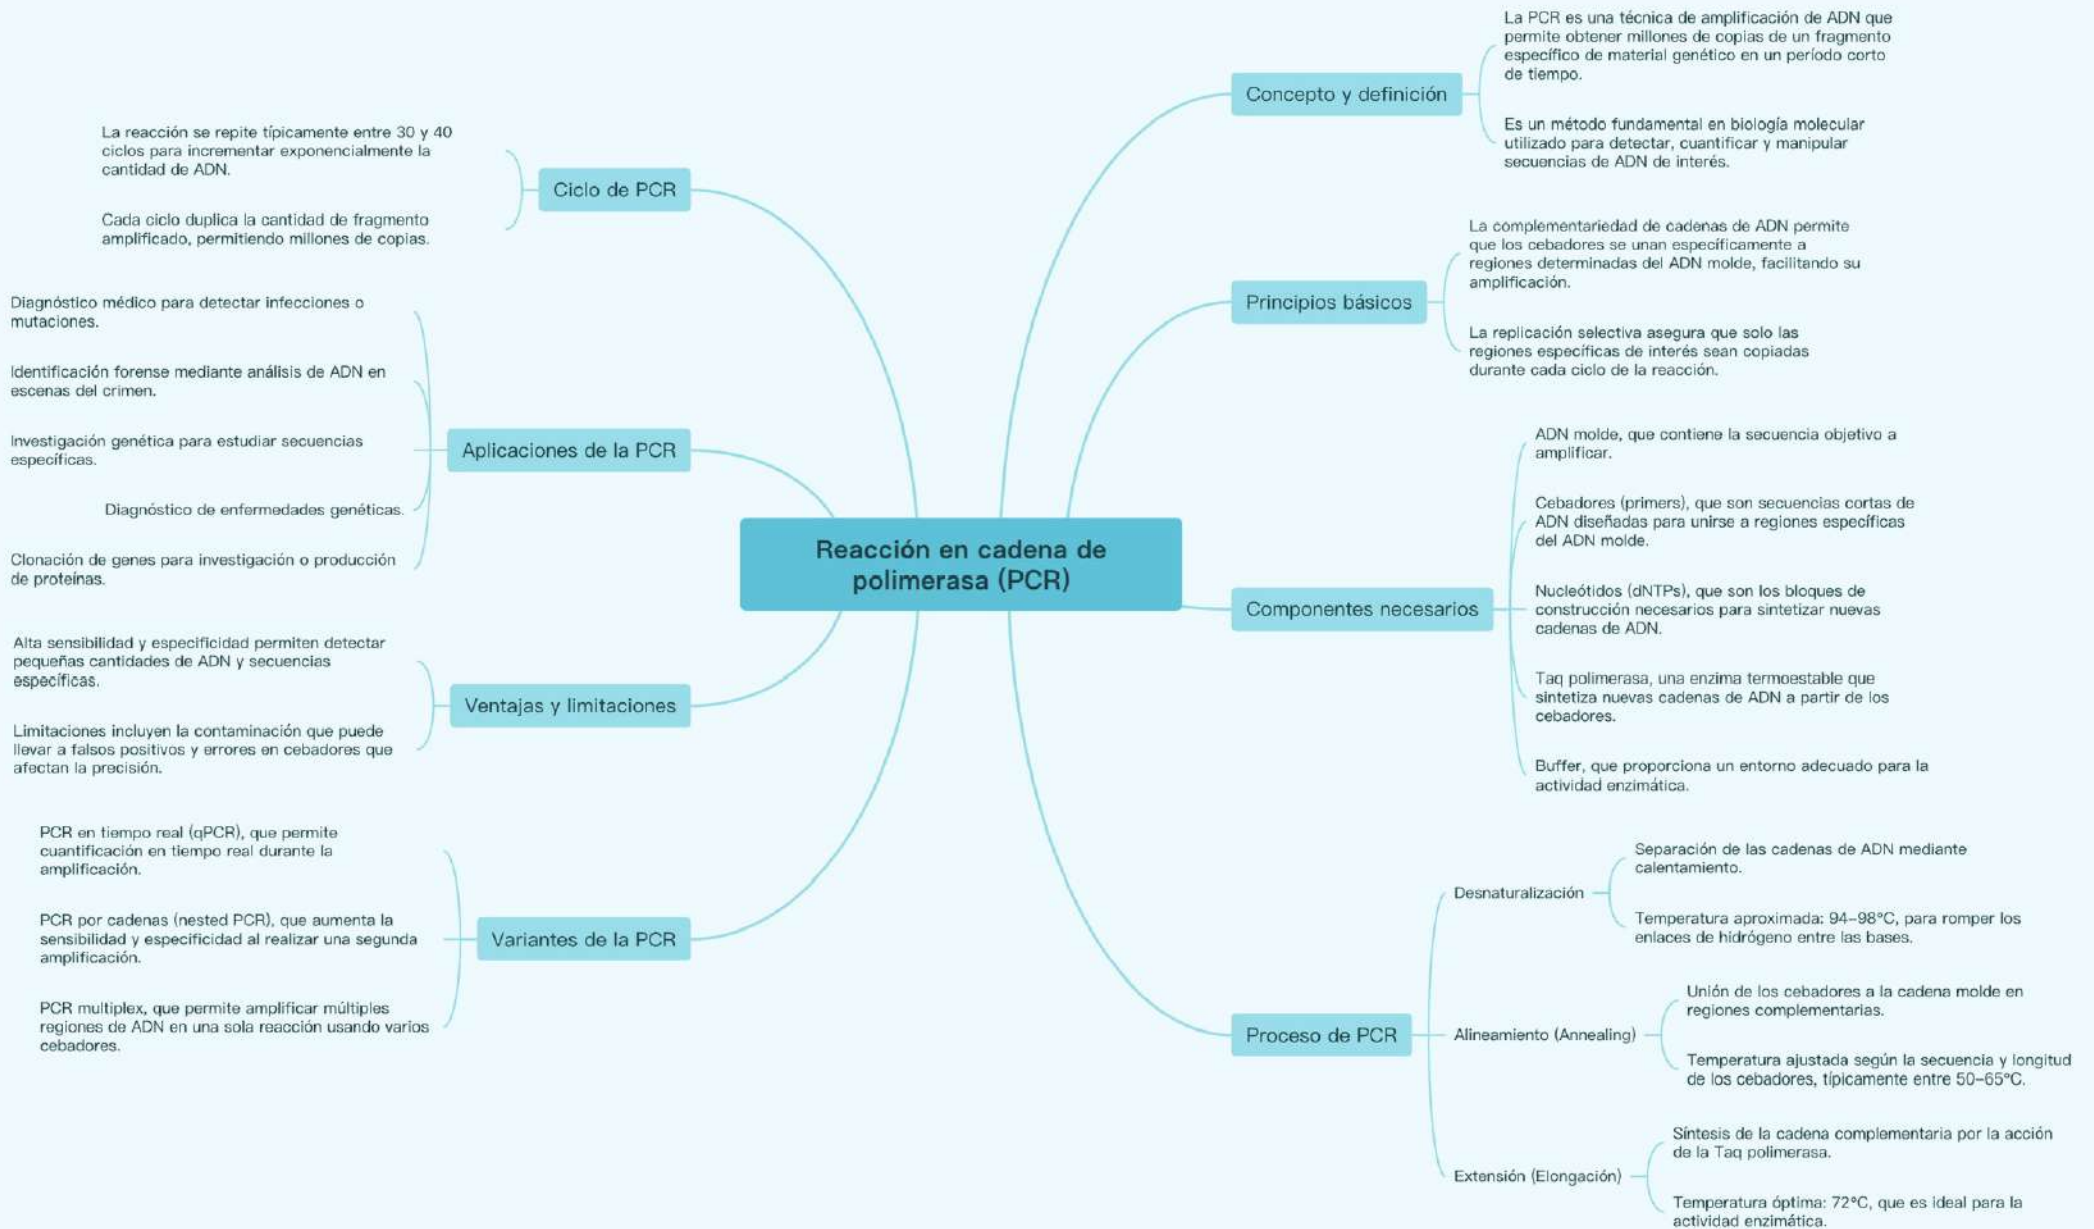 Reacción en cadena de
polimerasa (PCR)
Concepto y definición
La PCR es una técnica de amplificación de ADN que
permite obtener millones de copias de un fragmento
específico de material genético en un período corto
de tiempo.
Es un método fundamental en biología molecular
utilizado para detectar, cuantificar y manipular
secuencias de ADN de interés.
Principios básicos
La complementariedad de cadenas de ADN permite
que los cebadores se unan específicamente a
regiones determinadas del ADN molde, facilitando su
amplificación.
La replicación selectiva asegura que solo las
regiones específicas de interés sean copiadas
durante cada ciclo de la reacción.
Componentes necesarios
ADN molde, que contiene la secuencia objetivo a
amplificar.
Cebadores (primers), que son secuencias cortas de
ADN diseñadas para unirse a regiones específicas
del ADN molde.
Nucleótidos (dNTPs), que son los bloques de
construcción necesarios para sintetizar nuevas
cadenas de ADN.
Taq polimerasa, una enzima termoestable que
sintetiza nuevas cadenas de ADN a partir de los
cebadores.
Buffer, que proporciona un entorno adecuado para la
actividad enzimática.
Proceso de PCR
Desnaturalización
Separación de las cadenas de ADN mediante
calentamiento.
Temperatura aproximada: 94–98°C, para romper los
enlaces de hidrógeno entre las bases.
Alineamiento (Annealing)
Unión de los cebadores a la cadena molde en
regiones complementarias.
Temperatura ajustada según la secuencia y longitud
de los cebadores, típicamente entre 50–65°C.
Extensión (Elongación)
Síntesis de la cadena complementaria por la acción
de la Taq polimerasa.
Temperatura óptima: 72°C, que es ideal para la
actividad enzimática.
Ciclo de PCR
La reacción se repite típicamente entre 30 y 40
ciclos para incrementar exponencialmente la
cantidad de ADN.
Cada ciclo duplica la cantidad de fragmento
amplificado, permitiendo millones de copias.
Aplicaciones de la PCR
Diagnóstico médico para detectar infecciones o
mutaciones.
Identificación forense mediante análisis de ADN en
escenas del crimen.
Investigación genética para estudiar secuencias
específicas.
Diagnóstico de enfermedades genéticas.
Clonación de genes para investigación o producción
de proteínas.
Ventajas y limitaciones
Alta sensibilidad y especificidad permiten detectar
pequeñas cantidades de ADN y secuencias
específicas.
Limitaciones incluyen la contaminación que puede
llevar a falsos positivos y errores en cebadores que
afectan la precisión.
Variantes de la PCR
PCR en tiempo real (qPCR), que permite
cuantificación en tiempo real durante la
amplificación.
PCR por cadenas (nested PCR), que aumenta la
sensibilidad y especificidad al realizar una segunda
amplificación.
PCR multiplex, que permite amplificar múltiples
regiones de ADN en una sola reacción usando varios
cebadores.